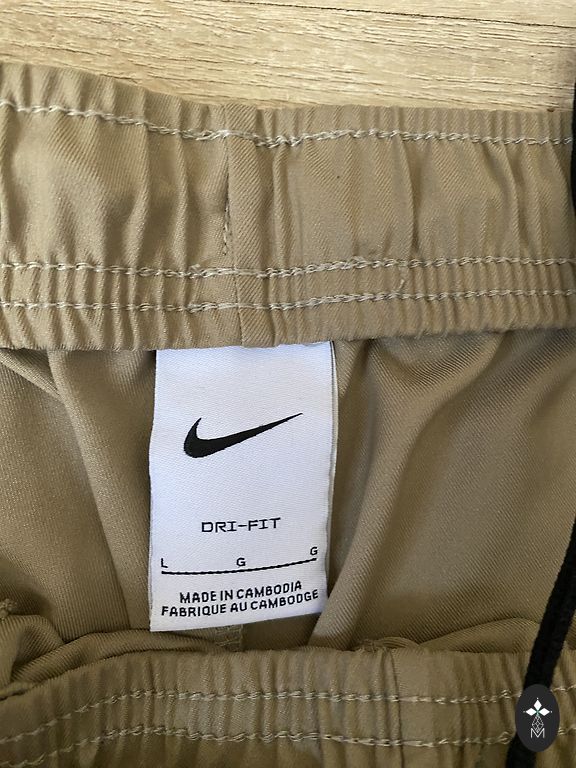 DRI-FIT
L G G
MADE IN CAMBODIA
FABRIQUE AU CAMBODGE
M